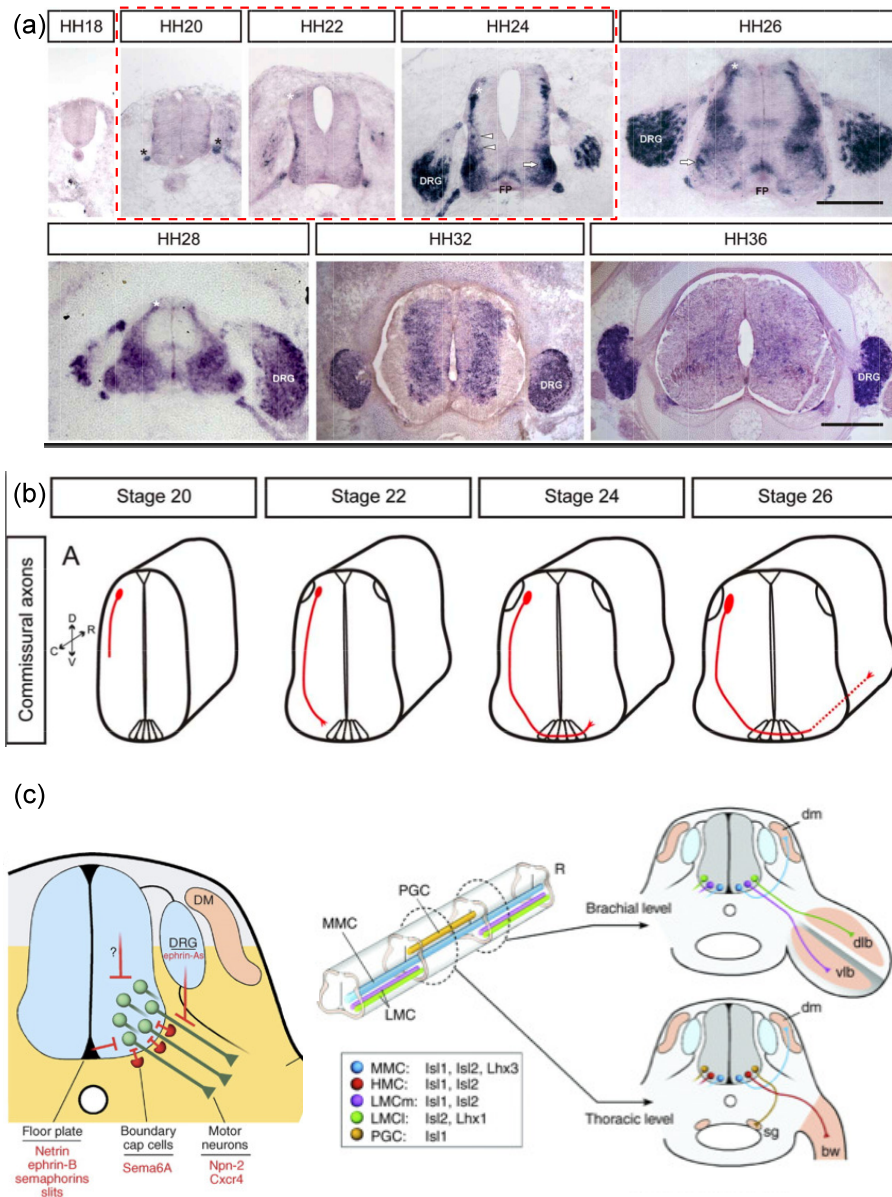 (a)
HH18
HH20
HH22
HH24
HH26
*
*
*
*
*
DRG
FP
DRG
FP
HH28
HH32
HH36
*
DRG
DRG
DRG
(b)
Stage 20
Stage 22
Stage 24
Stage 26
Commissural axons
A
D
R
C
V
(c)
DM
?
DRG
ephrin-As
Floor plate
Netrin
ephrin-B
semaphorins
slits
Boundary
cap cells
Sema6A
Motor
neurons
Npn-2
Cxcr4
PGC
R
MMC
LMC
MMC: Isl1, Isl2, Lhx3
HMC: Isl1, Isl2
LMCm: Isl1, Isl2
LMCl: Isl2, Lhx1
PGC: Isl1
dm
Brachial level
dlb
vlb
dm
Thoracic level
sg
bw